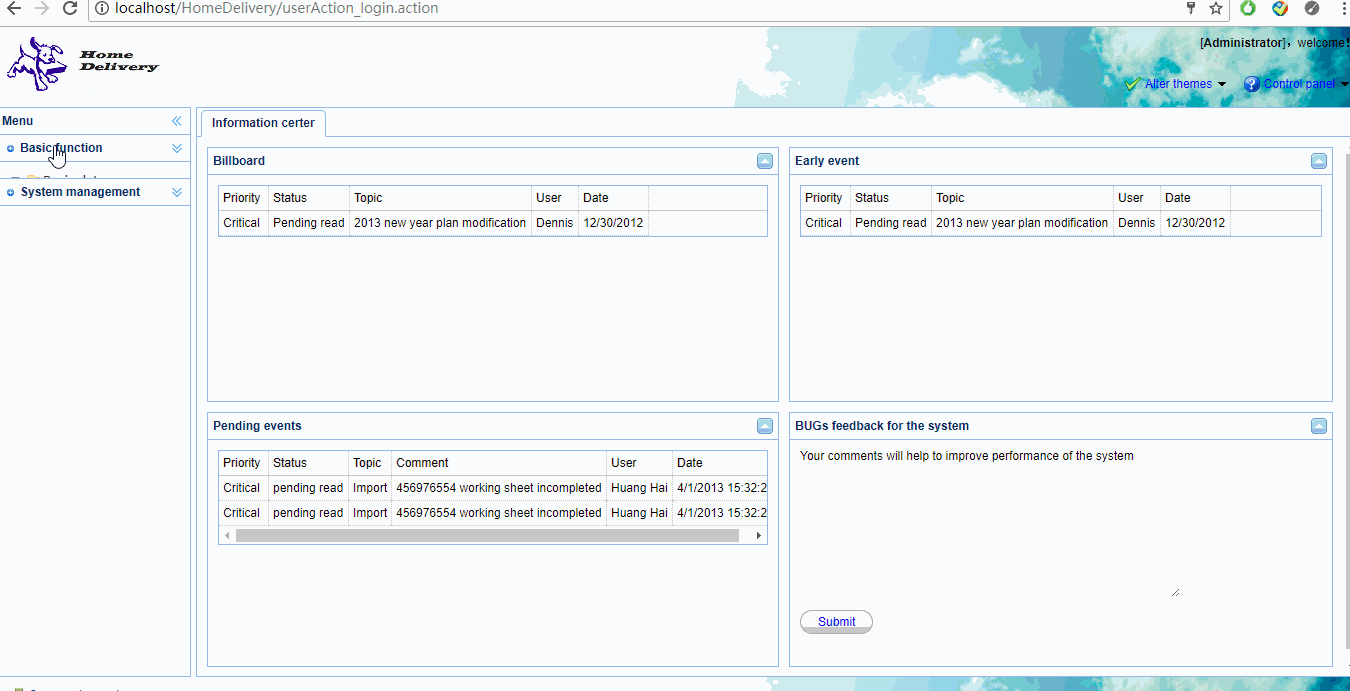 localhost/HomeDelivery/userAction_login.action
Home
Delivery
[Administrator], welcome!
Alter themes
Control panel
Menu
Basic function
System management
Information certer
Billboard
Priority Status Topic User Date
Critical Pending read 2013 new year plan modification Dennis 12/30/2012
Early event
Priority Status Topic User Date
Critical Pending read 2013 new year plan modification Dennis 12/30/2012
Pending events
Priority Status Topic Comment User Date
Critical pending read Import 456976554 working sheet incompleted Huang Hai 4/1/2013 15:32:2
Critical pending read Import 456976554 working sheet incompleted Huang Hai 4/1/2013 15:32:2
BUGs feedback for the system
Your comments will help to improve performance of the system
Submit